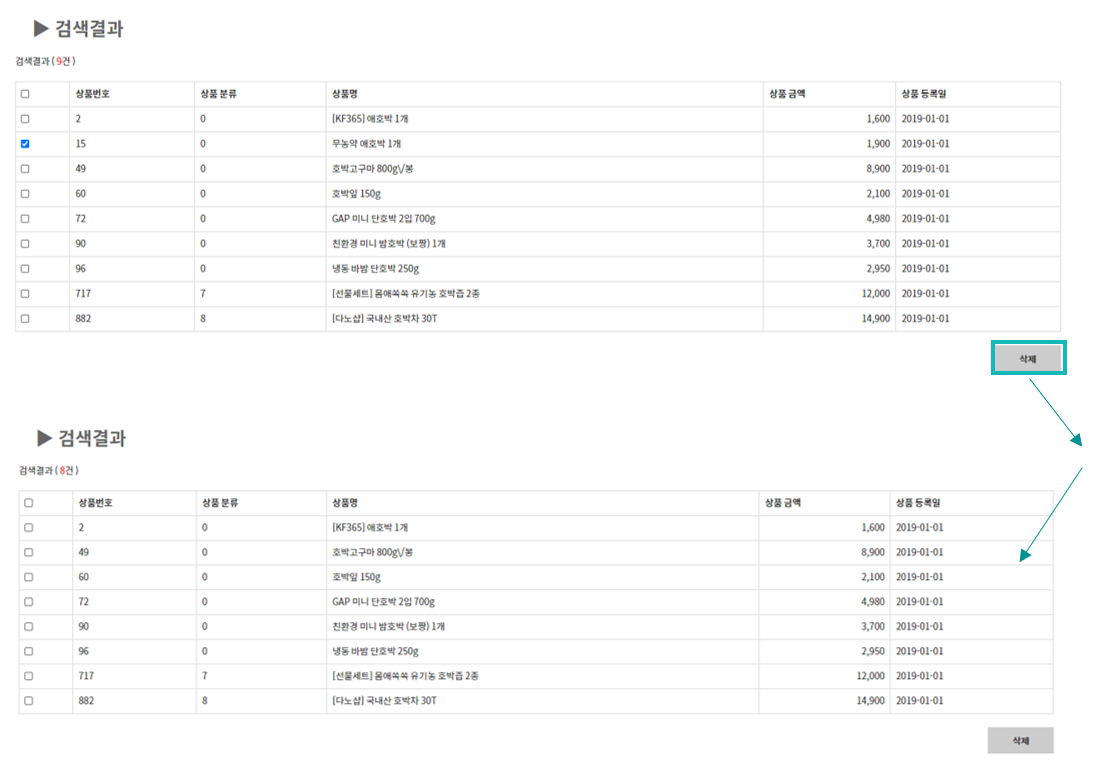 ▶ 검색결과
검색결과 ( 9건 )
상품번호 상품 분류 상품명 상품 금액 상품 등록일
2 0 [KF365] 애호박 1개 1,600 2019-01-01
15 0 무농약 애호박 1개 1,900 2019-01-01
49 0 호박고구마 800g\/봉 8,900 2019-01-01
60 0 호박잎 150g 2,100 2019-01-01
72 0 GAP 미니 단호박 2입 700g 4,980 2019-01-01
90 0 친환경 미니 밤호박 (보짱) 1개 3,700 2019-01-01
96 0 냉동 바밤 단호박 250g 2,950 2019-01-01
717 7 [선물세트] 몸애쏙쏙 유기농 호박즙 2종 12,000 2019-01-01
882 8 [다노샵] 국내산 호박차 30T 14,900 2019-01-01
삭제
▶ 검색결과
검색결과 ( 8건 )
상품번호 상품 분류 상품명 상품 금액 상품 등록일
2 0 [KF365] 애호박 1개 1,600 2019-01-01
49 0 호박고구마 800g\/봉 8,900 2019-01-01
60 0 호박잎 150g 2,100 2019-01-01
72 0 GAP 미니 단호박 2입 700g 4,980 2019-01-01
90 0 친환경 미니 밤호박 (보짱) 1개 3,700 2019-01-01
96 0 냉동 바밤 단호박 250g 2,950 2019-01-01
717 7 [선물세트] 몸애쏙쏙 유기농 호박즙 2종 12,000 2019-01-01
882 8 [다노샵] 국내산 호박차 30T 14,900 2019-01-01
삭제